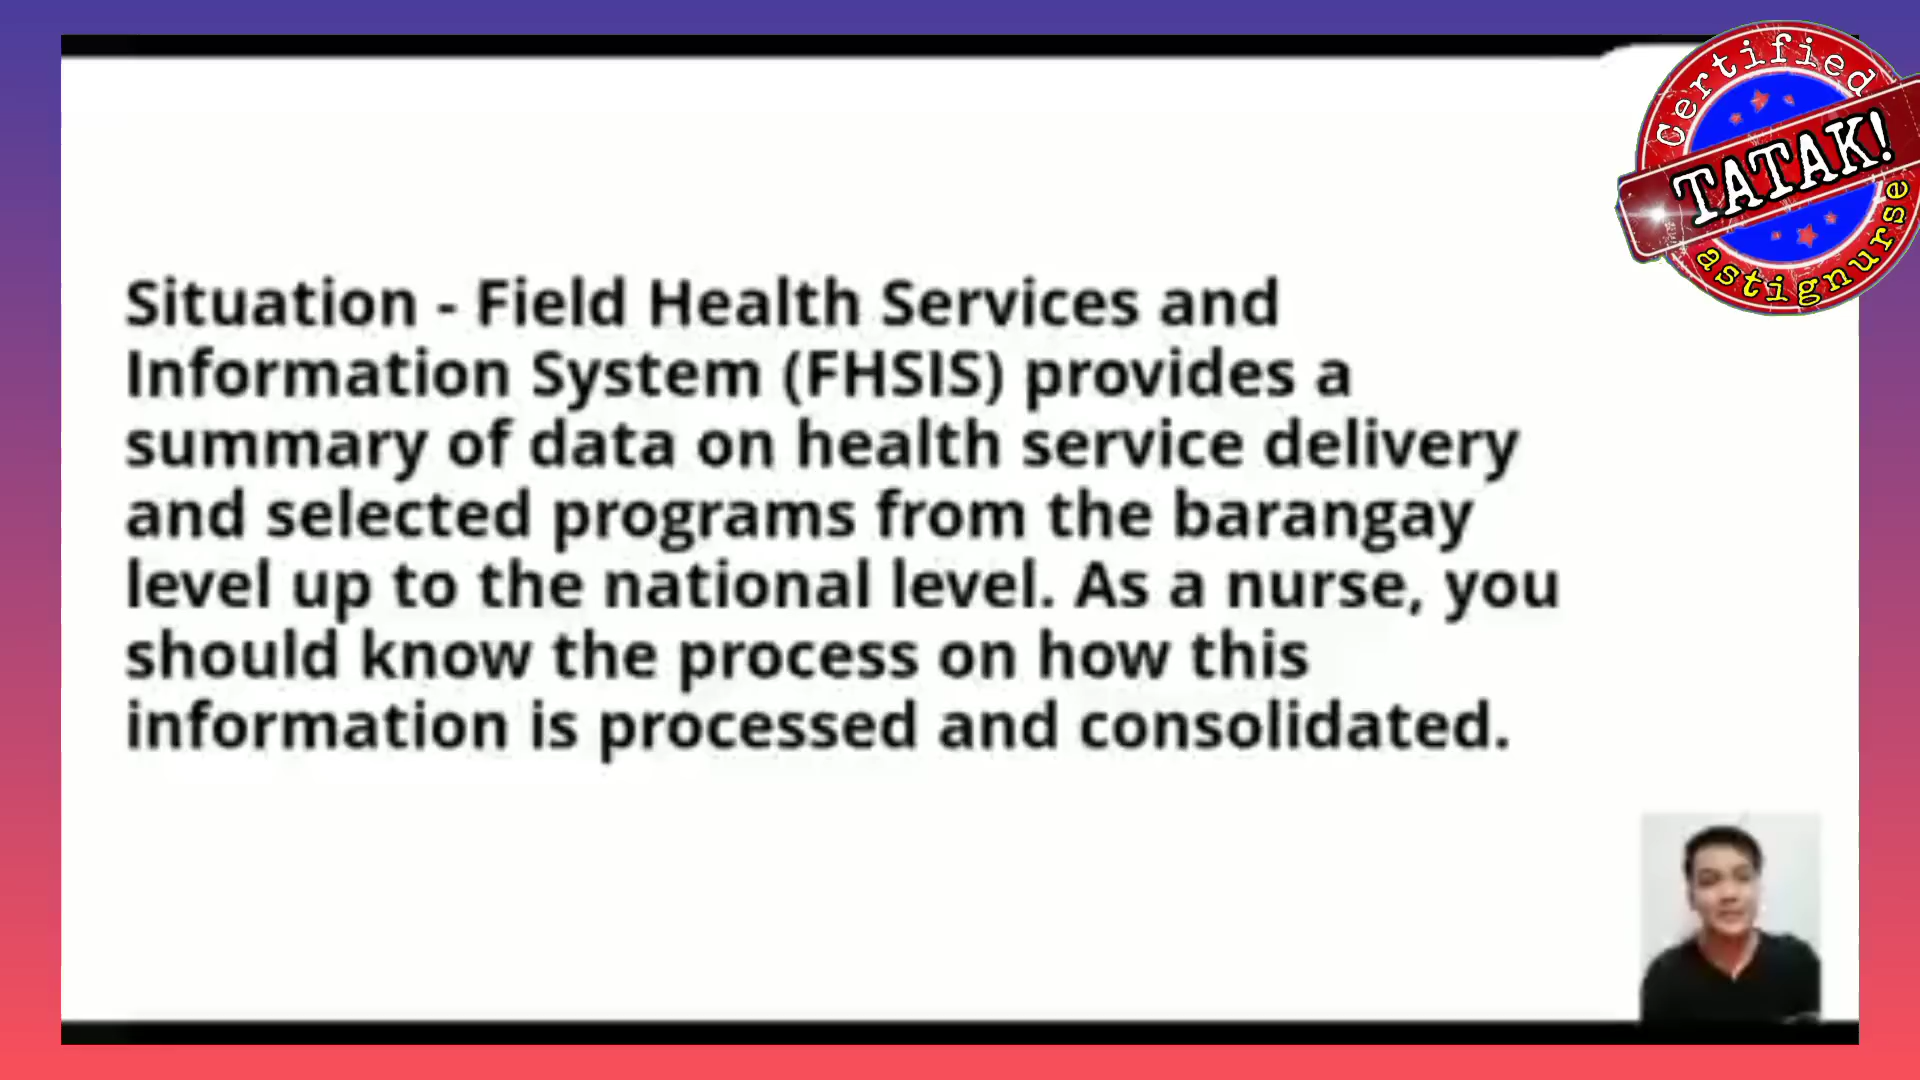 Certified
TATAK!
astignurse
Situation - Field Health Services and
Information System (FHSIS) provides a
summary of data on health service delivery
and selected programs from the barangay
level up to the national level. As a nurse, you
should know the process on how this
information is processed and consolidated.